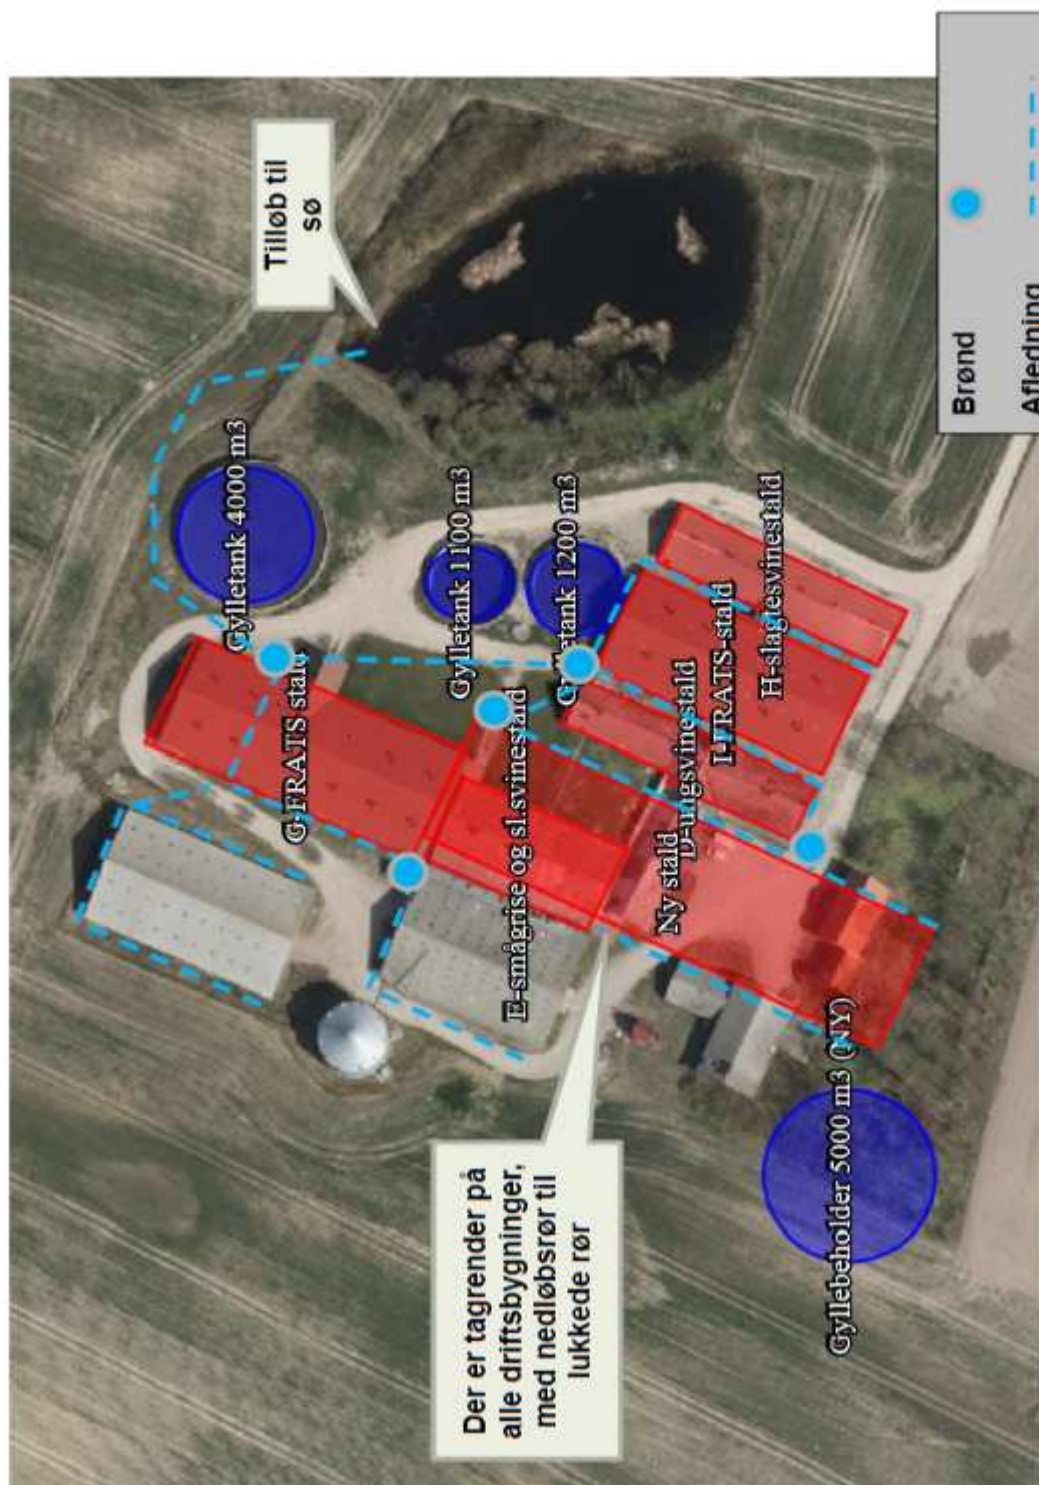 Tilløb til
sø
Gylletank 4000 m3
Gylletank 1100 m3
Gylletank 1200 m3
G-FRATS stald
E-smågrise og sl.svinestald
Ny stald
D-ungsvinestald
I-FRATS-stald
H-slagtesvinestald
Gyllebeholder 5000 m3 (NY)
Der er tagrender på
alle driftsbygninger,
med nedløbsrør til
lukkede rør
Brønd
Afledning